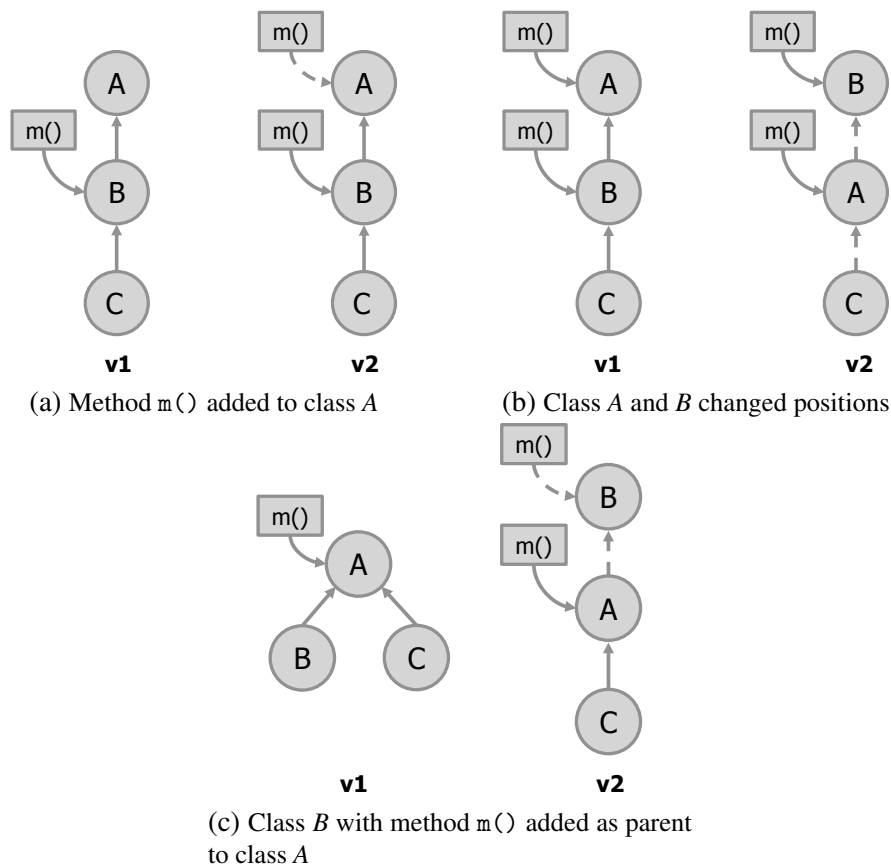 m()
A
m()
B
C
v1
m()
A
m()
B
C
v2
(a) Method m() added to class A
m()
A
m()
B
C
v1
m()
B
m()
A
C
v2
(b) Class A and B changed positions
m()
A
B
C
v1
m()
B
m()
A
C
v2
(c) Class B with method m() added as parent
to class A